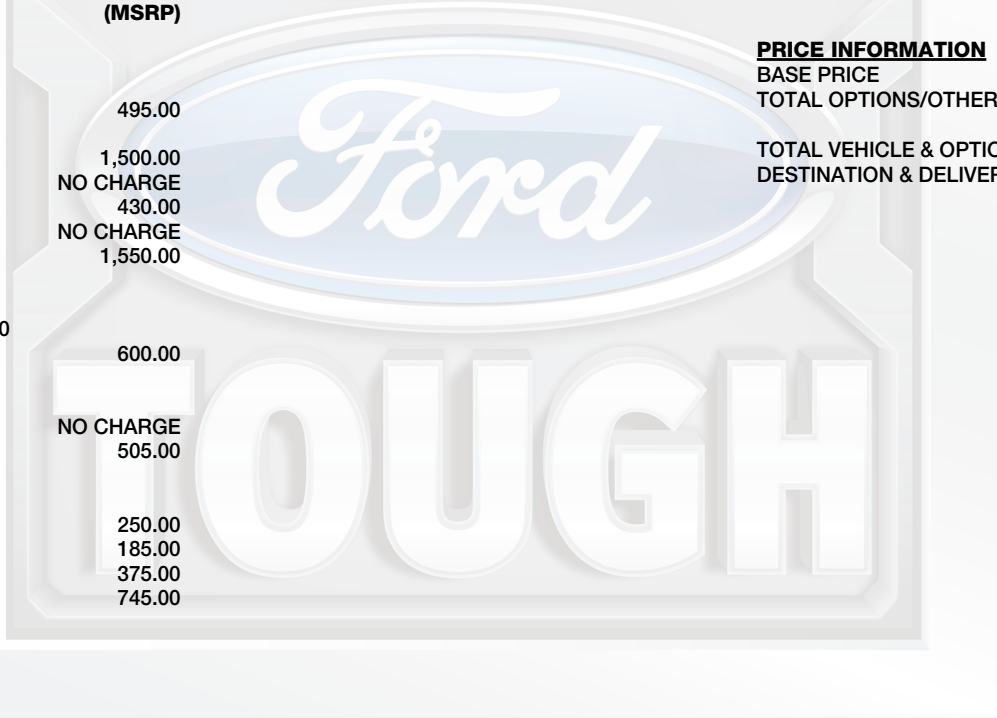 (MSRP)
495.00
1,500.00
NO CHARGE
430.00
NO CHARGE
1,550.00
0
600.00
NO CHARGE
505.00
250.00
185.00
375.00
745.00
PRICE INFORMATION
BASE PRICE
TOTAL OPTIONS/OTHER
TOTAL VEHICLE & OPTIO
DESTINATION & DELIVER
Ford
TOUGH